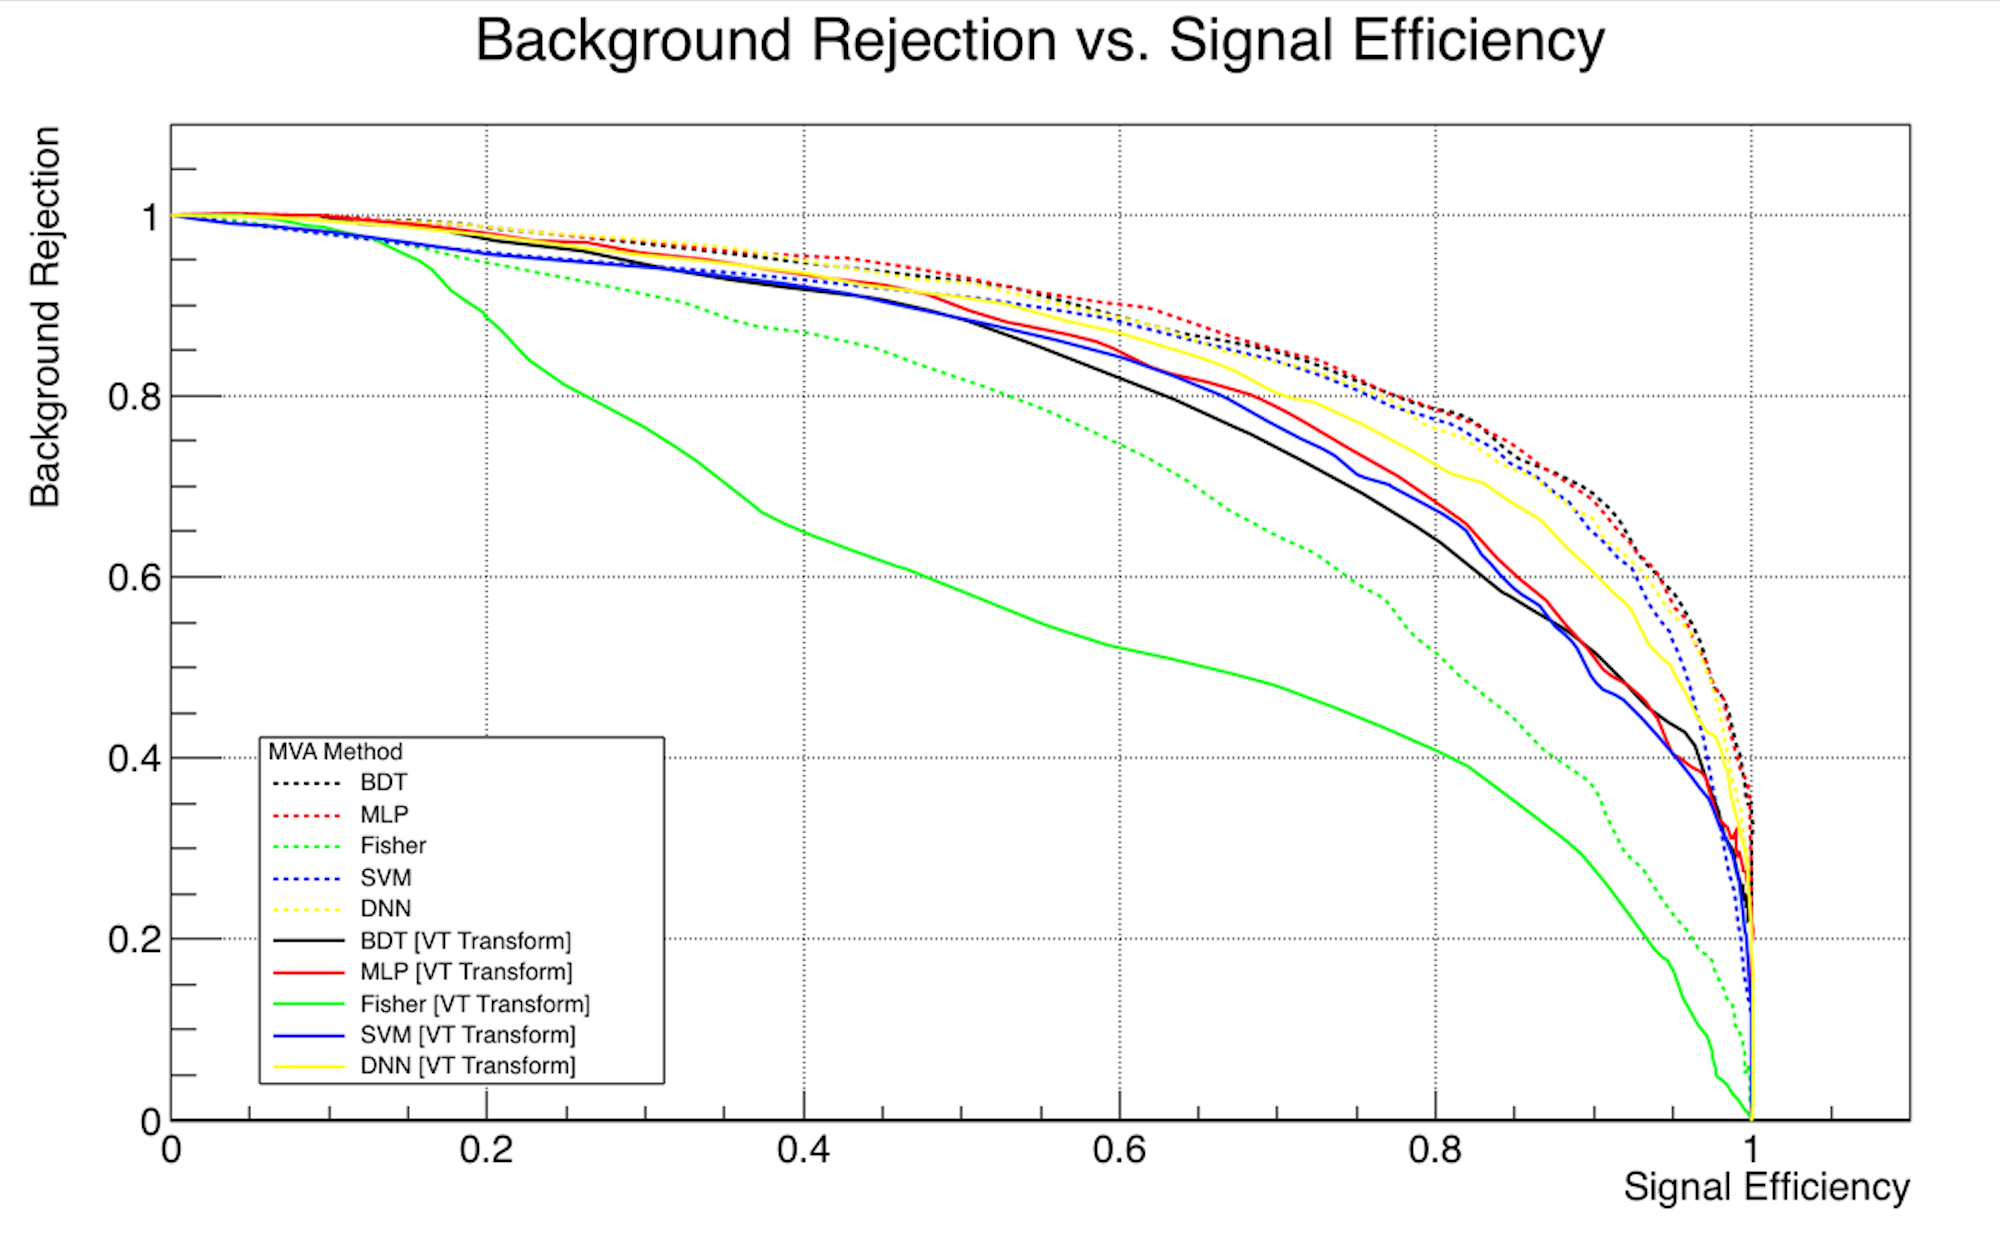 Background Rejection vs. Signal Efficiency
Background Rejection
1
0.8
0.6
0.4
0.2
0
MVA Method
BDT
MLP
Fisher
SVM
DNN
BDT [VT Transform]
MLP [VT Transform]
Fisher [VT Transform]
SVM [VT Transform]
DNN [VT Transform]
0 0.2 0.4 0.6 0.8 1
Signal Efficiency